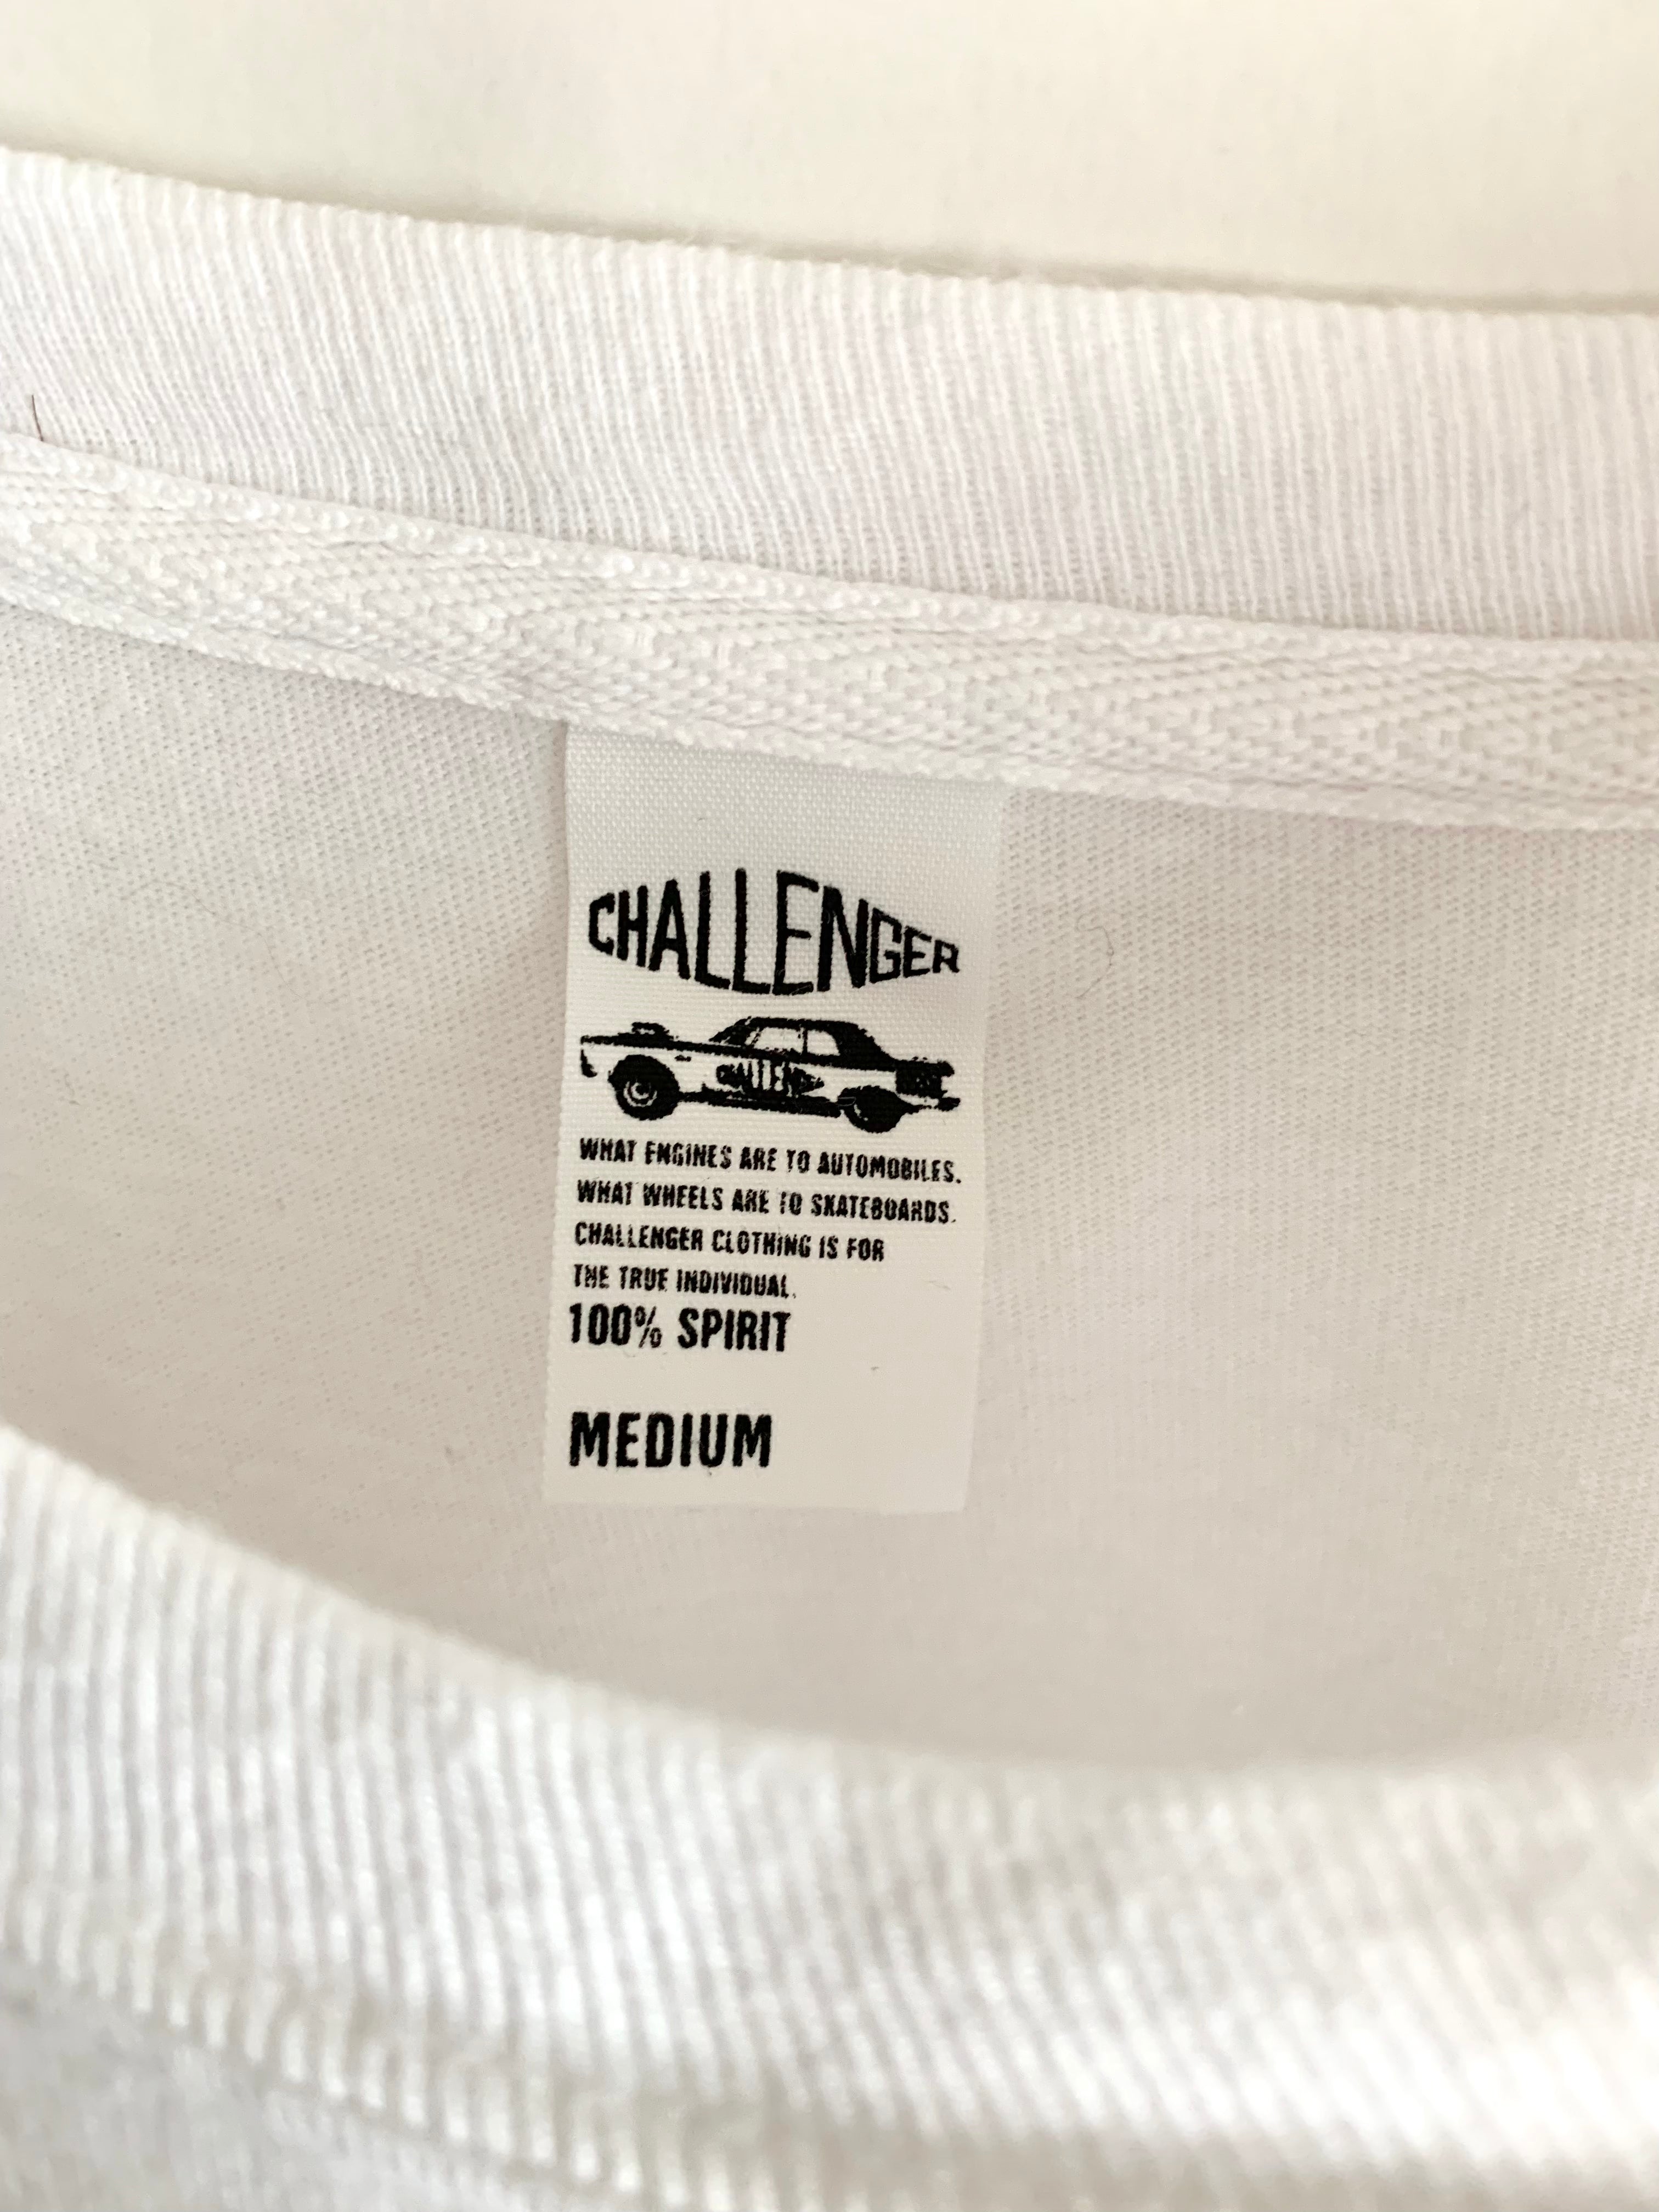 CHALLENGER
CHALLENGER
WHAT ENGINES ARE TO AUTOMOBILES.
WHAT WHEELS ARE TO SKATEBOARDS.
CHALLENGER CLOTHING IS FOR
THE TRUE INDIVIDUAL.
100% SPIRIT
MEDIUM